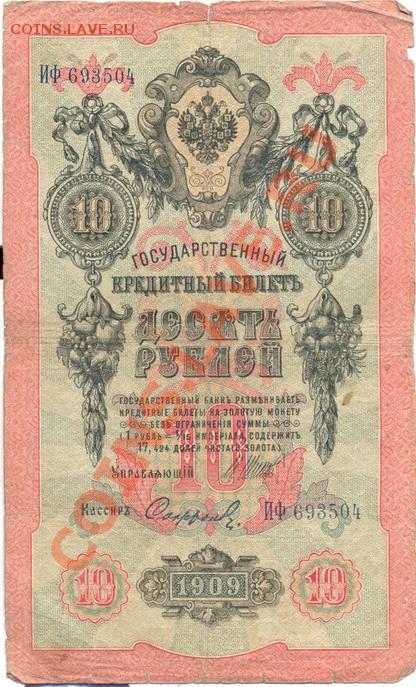 COINS.LAVE.RU
ИФ 693504
10 10
ГОСУДАРСТВЕННЫЙ
КРЕДИТНЫЙ БИЛЕТЪ
ДЕСЯТЬ
РУБЛЕЙ
ГОСУДАРСТВЕННЫЙ БАНКЪ РАЗМѢНИВАЕТЪ
КРЕДИТНЫЕ БИЛЕТЫ НА ЗОЛОТУЮ МОНЕТУ
БЕЗЪ ОГРАНИЧЕНІЯ СУММЫ
(1 РУБЛЬ = 1/15 ИМПЕРІАЛА, СОДЕРЖИТЪ
17,424 ДОЛЕЙ ЧИСТАГО ЗОЛОТА).
10
Управляющій
Кассиръ
ИФ 693504
10 1909 10